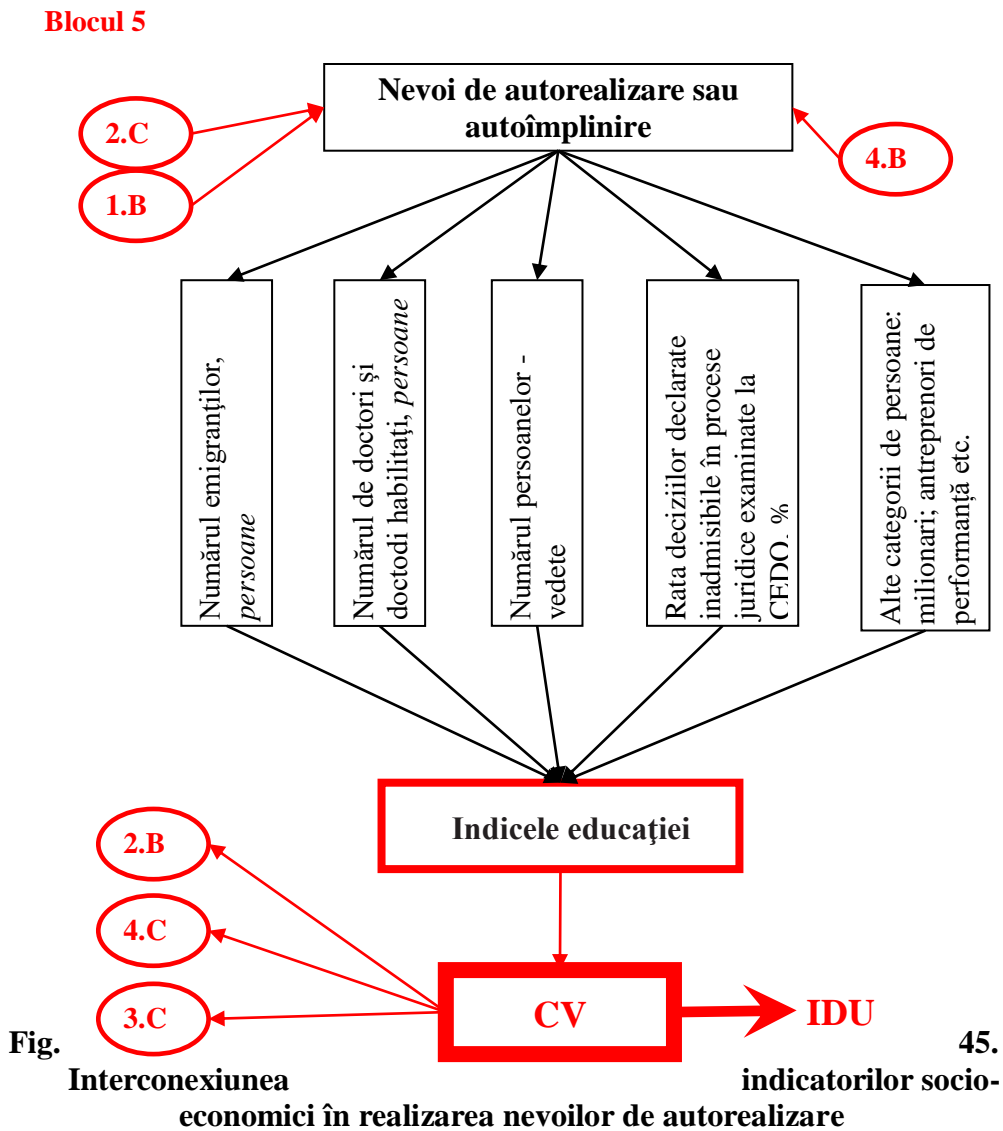 Blocul 5
Nevoi de autorealizare sau
autoîmplinire
2.C
1.B
4.B
Numărul emigranţilor,
persoane
Numărul de doctori şi
doctodi habilitaţi, persoane
Numărul persoanelor -
vedete
Rata deciziilor declarate
inadmisibile în procese
juridice examinate la
CEDO, %
Alte categorii de persoane:
milionari; antreprenori de
performanță etc.
Indicele educaţiei
2.B
4.C
3.C
CV
IDU
Fig. 45.
Interconexiunea indicatorilor socio-
economici în realizarea nevoilor de autorealizare